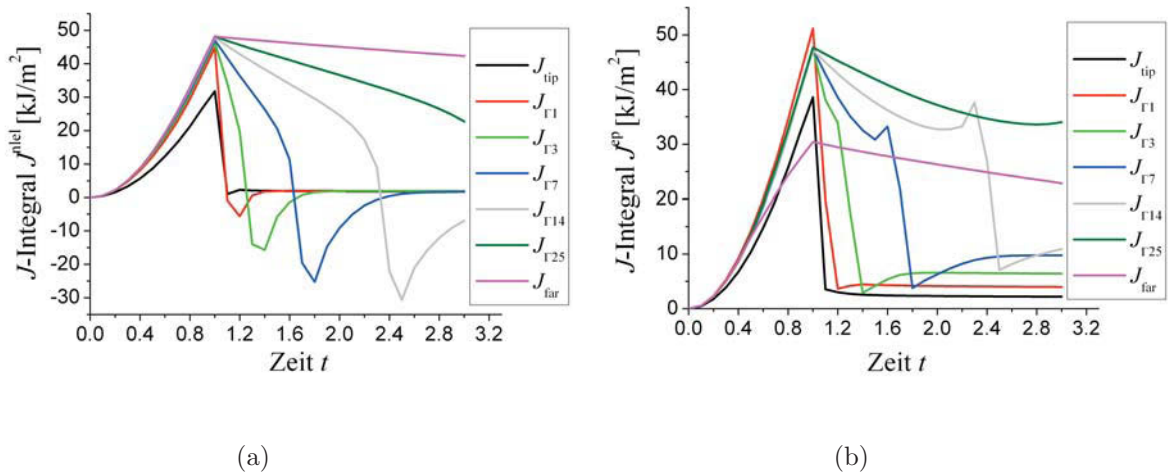 (a)
50
40
30
20
10
0
-10
-20
-30
J-Integral J^nlel [kJ/m²]
0.0 0.4 0.8 1.2 1.6 2.0 2.4 2.8 3.2
Zeit t
J_tip
J_Γ1
J_Γ3
J_Γ7
J_Γ14
J_Γ25
J_far
(b)
50
40
30
20
10
0
J-Integral J^ep [kJ/m²]
0.0 0.4 0.8 1.2 1.6 2.0 2.4 2.8 3.2
Zeit t
J_tip
J_Γ1
J_Γ3
J_Γ7
J_Γ14
J_Γ25
J_far
(a)
(b)